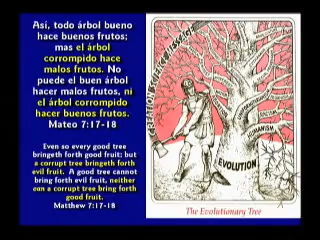 Así, todo árbol bueno
hace buenos frutos;
mas el árbol
corrompido hace
malos frutos. No
puede el buen árbol
hacer malos frutos, ni
el árbol corrompido
hacer buenos frutos.
Mateo 7:17-18
Even so every good tree
bringeth forth good fruit; but
a corrupt tree bringeth forth
evil fruit. A good tree cannot
bring forth evil fruit, neither
can a corrupt tree bring forth
good fruit.
Matthew 7:17-18
HUMANISM
EVOLUTION
The Evolutionary Tree